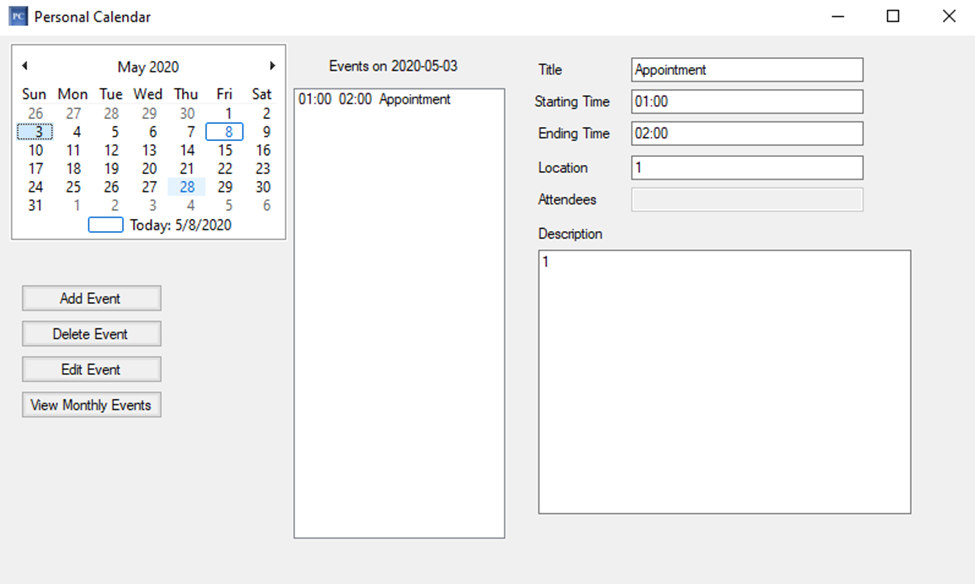 PC Personal Calendar
May 2020
Sun Mon Tue Wed Thu Fri Sat
26 27 28 29 30 1 2
3 4 5 6 7 8 9
10 11 12 13 14 15 16
17 18 19 20 21 22 23
24 25 26 27 28 29 30
31 1 2 3 4 5 6
Today: 5/8/2020
Add Event
Delete Event
Edit Event
View Monthly Events
Events on 2020-05-03
01:00 02:00 Appointment
Title Appointment
Starting Time 01:00
Ending Time 02:00
Location 1
Attendees
Description
1